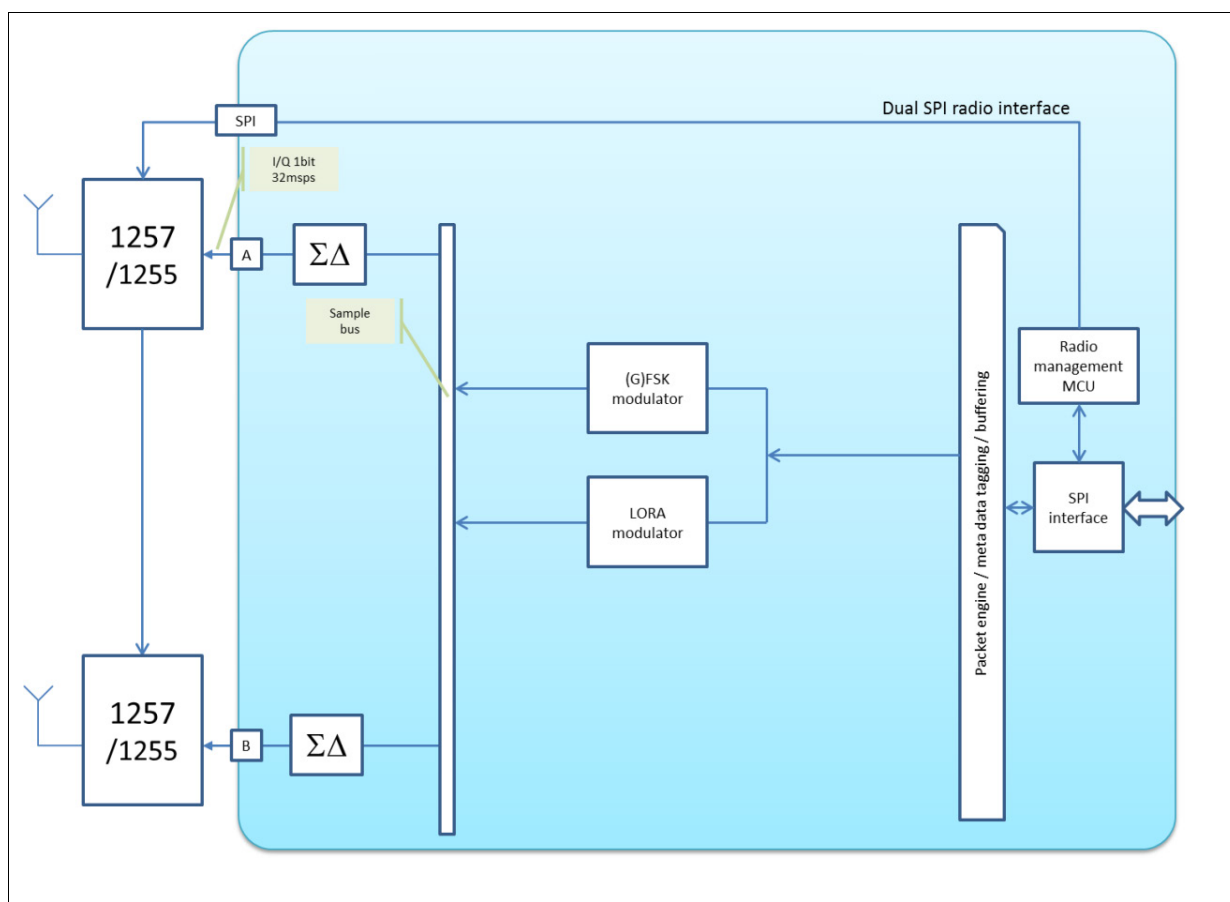 Dual SPI radio interface
SPI
I/Q 1bit
32msps
1257
/1255
A
ΣΔ
Sample
bus
(G)FSK
modulator
LORA
modulator
Packet engine / meta data tagging / buffering
Radio
management
MCU
SPI
interface
1257
/1255
B
ΣΔ